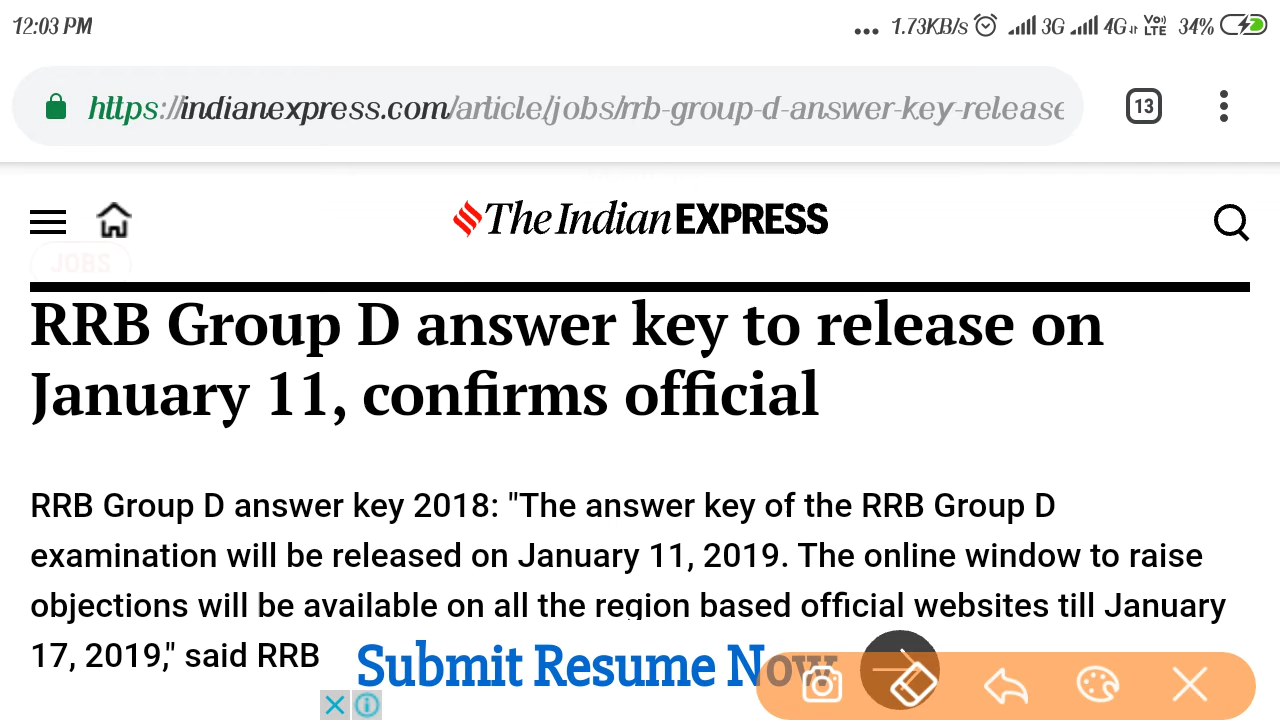 12:03 PM
... 1.73KB/s 3G 4G VoLTE 34%
https://indianexpress.com/article/jobs/rrb-group-d-answer-key-release
13
The Indian EXPRESS
JOBS
RRB Group D answer key to release on
January 11, confirms official
RRB Group D answer key 2018: "The answer key of the RRB Group D
examination will be released on January 11, 2019. The online window to raise
objections will be available on all the region based official websites till January
17, 2019," said RRB
Submit Resume Now